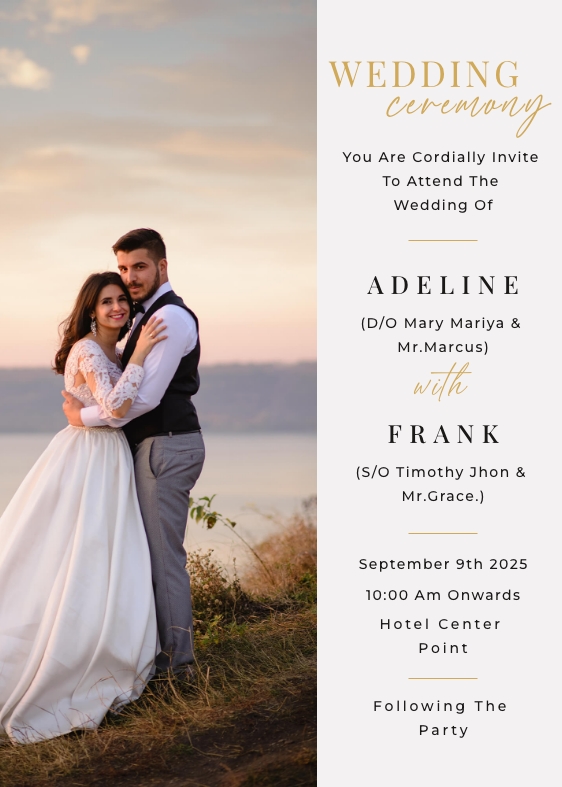 WEDDING
ceremony
You Are Cordially Invite
To Attend The
Wedding Of
ADELINE
(D/O Mary Mariya &
Mr.Marcus)
with
FRANK
(S/O Timothy Jhon &
Mr.Grace.)
September 9th 2025
10:00 Am Onwards
Hotel Center
Point
Following The
Party